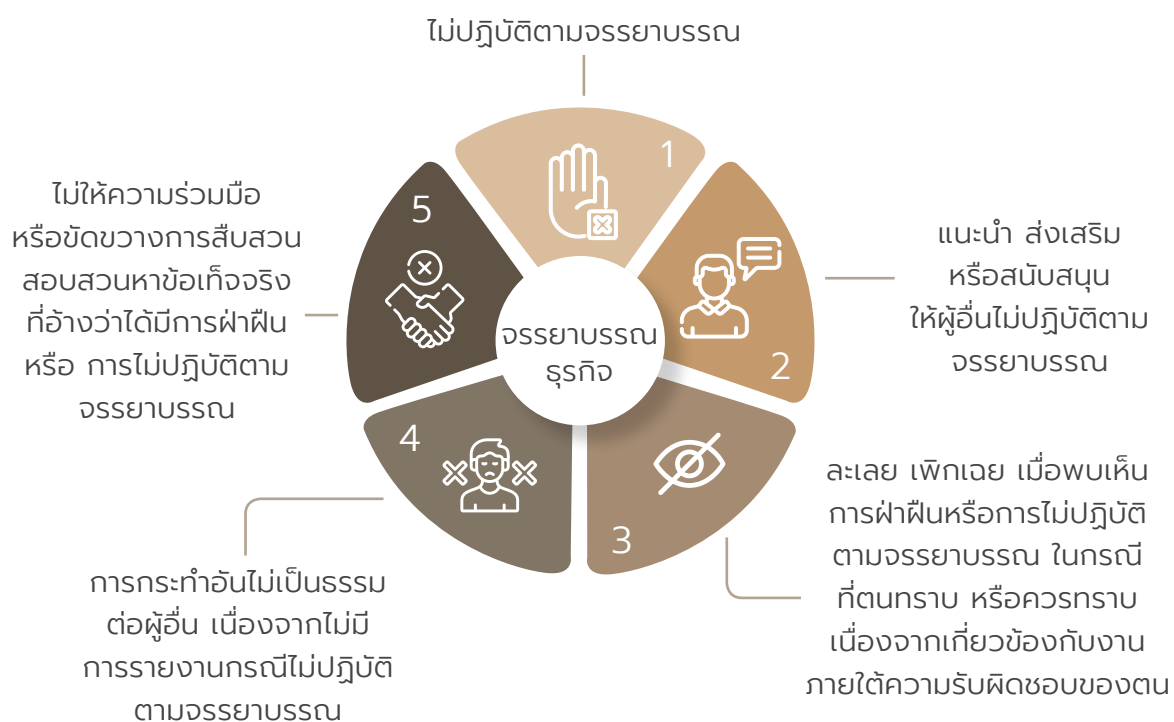 ไม่ปฏิบัติตามจรรยาบรรณ
1
แนะนำ ส่งเสริม
หรือสนับสนุน
ให้ผู้อื่นไม่ปฏิบัติตาม
จรรยาบรรณ
2
ละเลย เพิกเฉย เมื่อพบเห็น
การฝ่าฝืนหรือการไม่ปฏิบัติ
ตามจรรยาบรรณ ในกรณี
ที่ตนทราบ หรือควรทราบ
เนื่องจากเกี่ยวข้องกับงาน
ภายใต้ความรับผิดชอบของตน
3
การกระทำอันไม่เป็นธรรม
ต่อผู้อื่น เนื่องจากไม่มี
การรายงานกรณีไม่ปฏิบัติ
ตามจรรยาบรรณ
4
ไม่ให้ความร่วมมือ
หรือขัดขวางการสืบสวน
สอบสวนหาข้อเท็จจริง
ที่อ้างว่าได้มีการฝ่าฝืน
หรือ การไม่ปฏิบัติตาม
จรรยาบรรณ
5
จรรยาบรรณ
ธุรกิจ